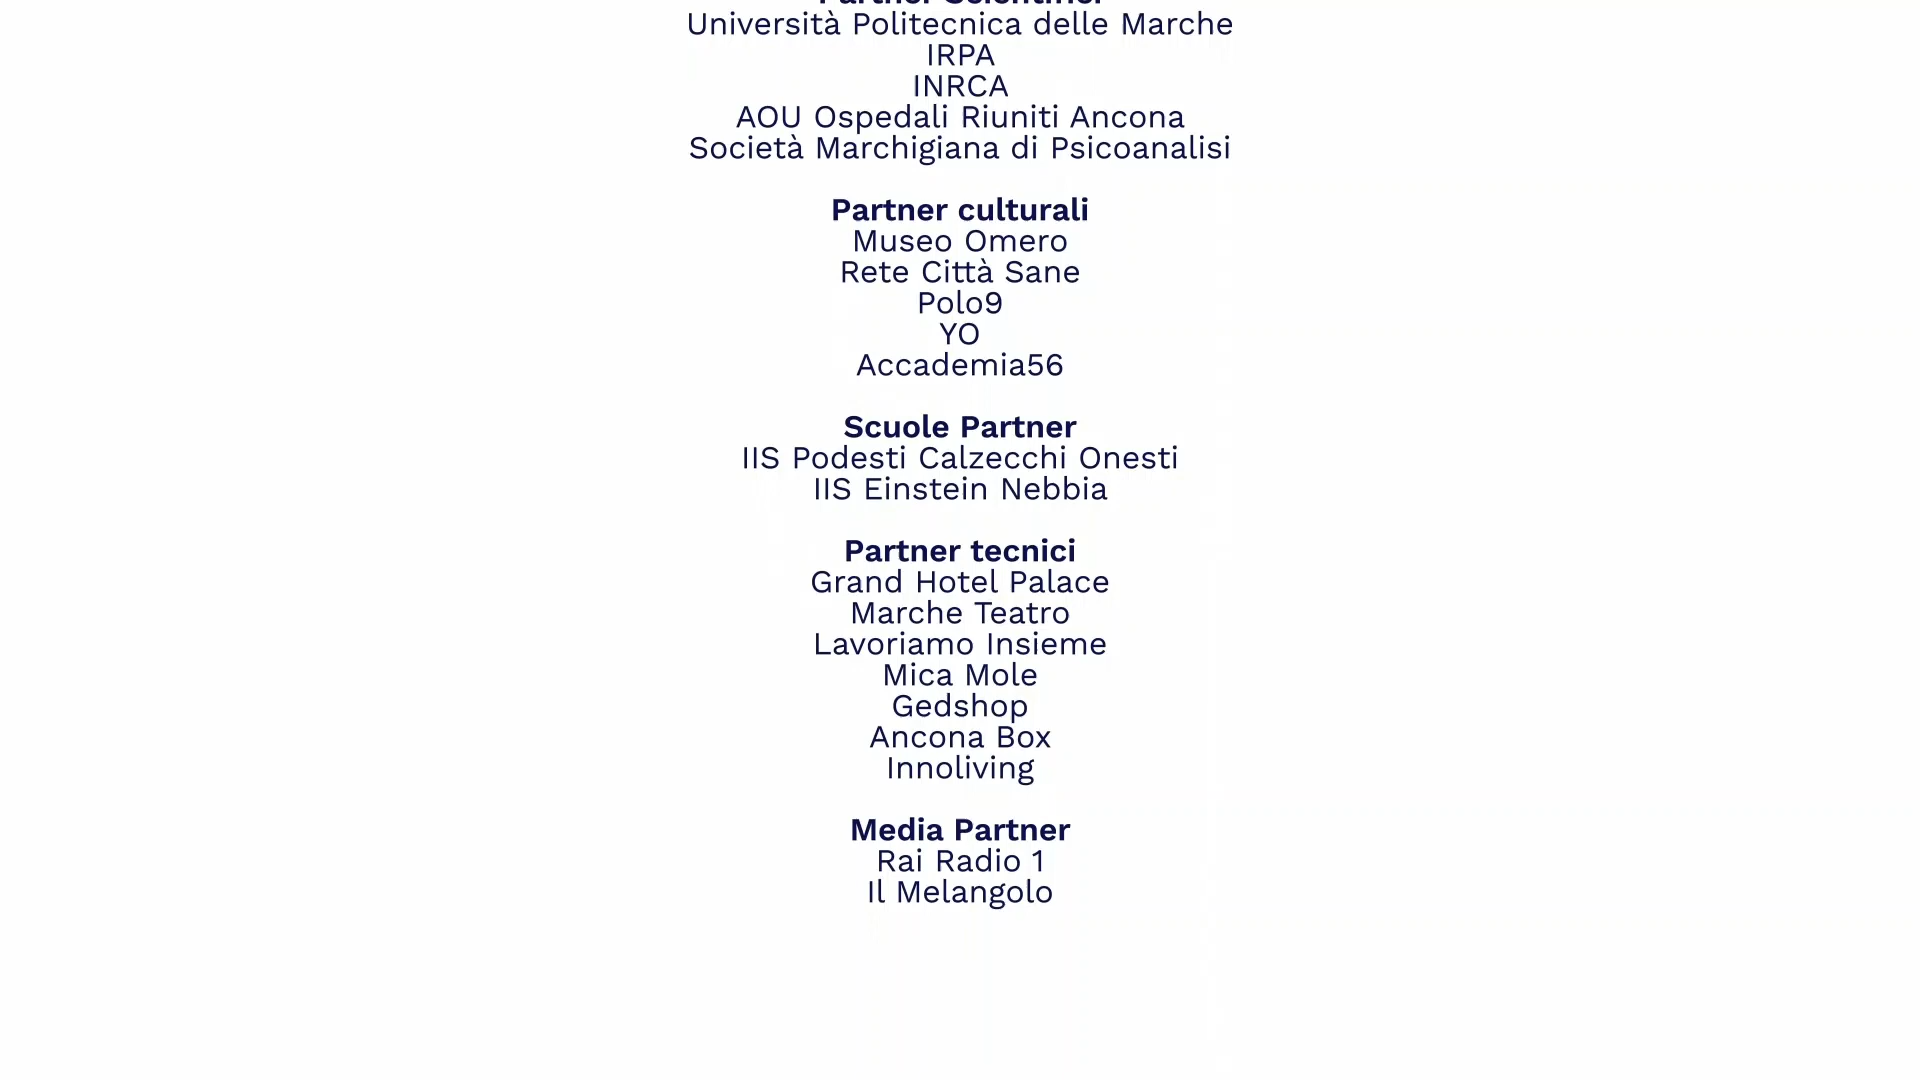 Partner Scientifici
Università Politecnica delle Marche
IRPA
INRCA
AOU Ospedali Riuniti Ancona
Società Marchigiana di Psicoanalisi
Partner culturali
Museo Omero
Rete Città Sane
Polo9
YO
Accademia56
Scuole Partner
IIS Podesti Calzecchi Onesti
IIS Einstein Nebbia
Partner tecnici
Grand Hotel Palace
Marche Teatro
Lavoriamo Insieme
Mica Mole
Gedshop
Ancona Box
Innoliving
Media Partner
Rai Radio 1
Il Melangolo